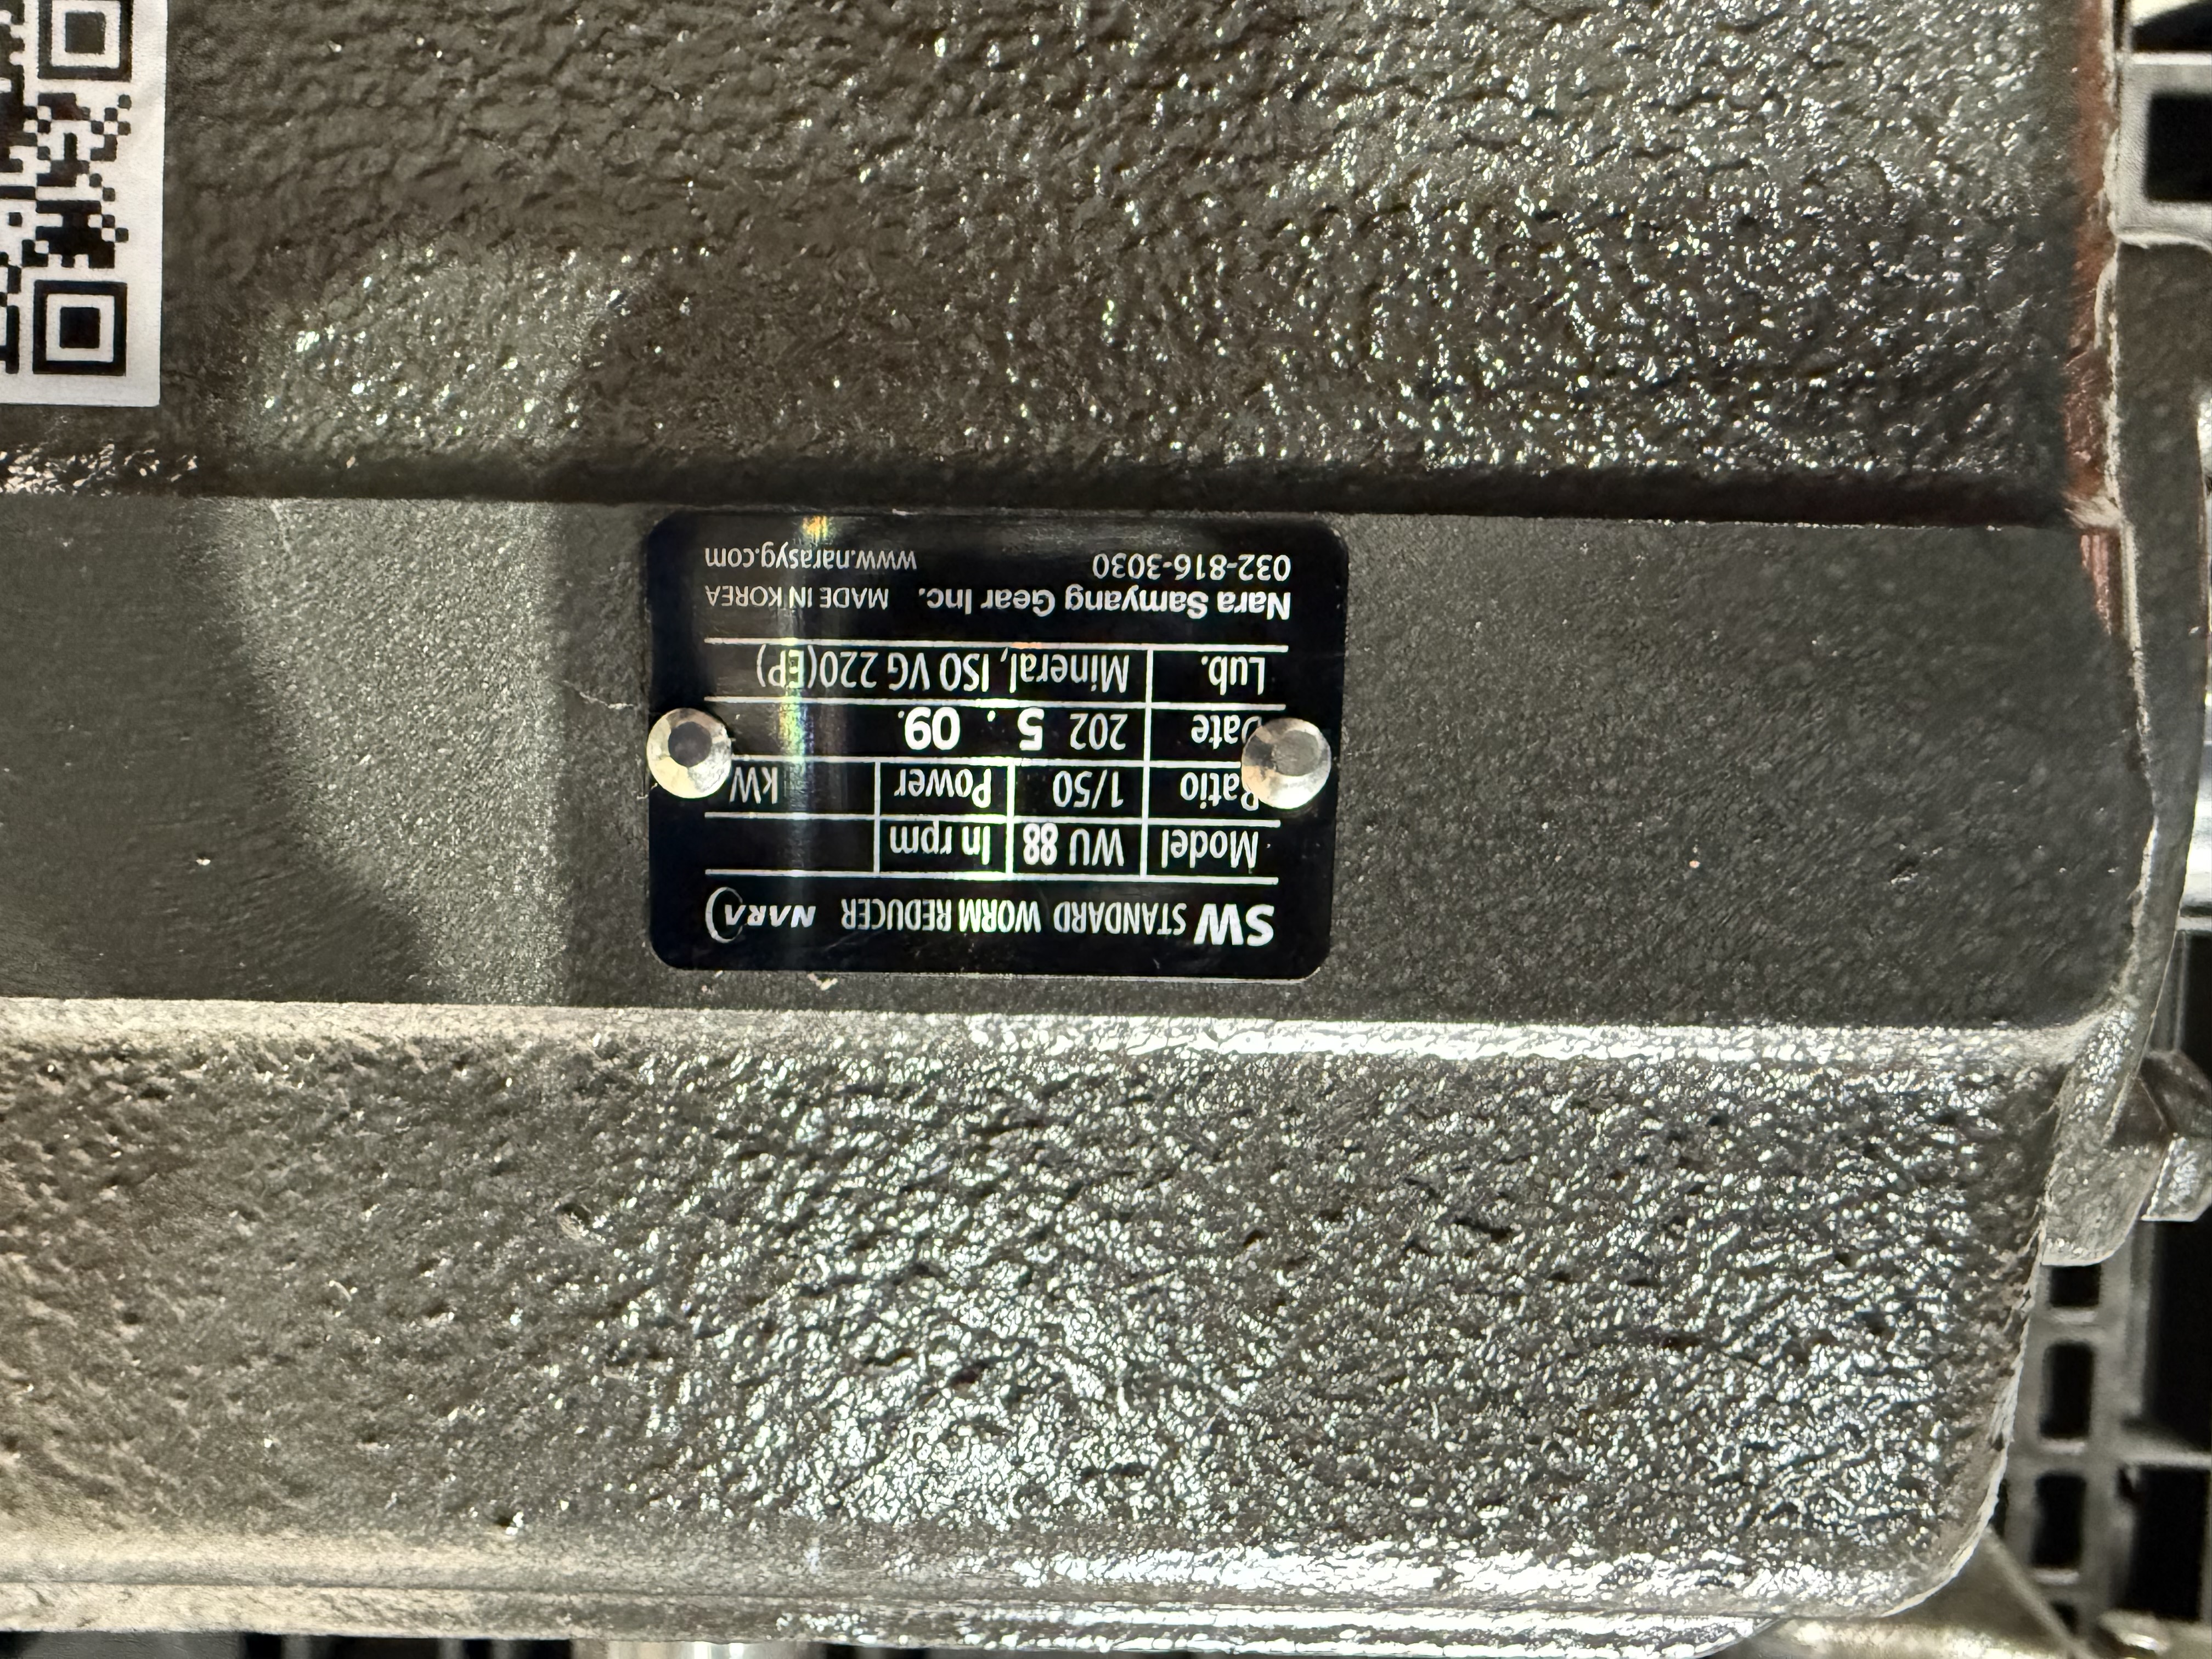 SW STANDARD WORM REDUCER NARA
Model WU 88 In rpm
Ratio 1/50 Power kW
Date 202 5 . 09.
Lub. Mineral, ISO VG 220(EP)
Nara Samyang Gear Inc. MADE IN KOREA
032-816-3030 www.narasyg.com